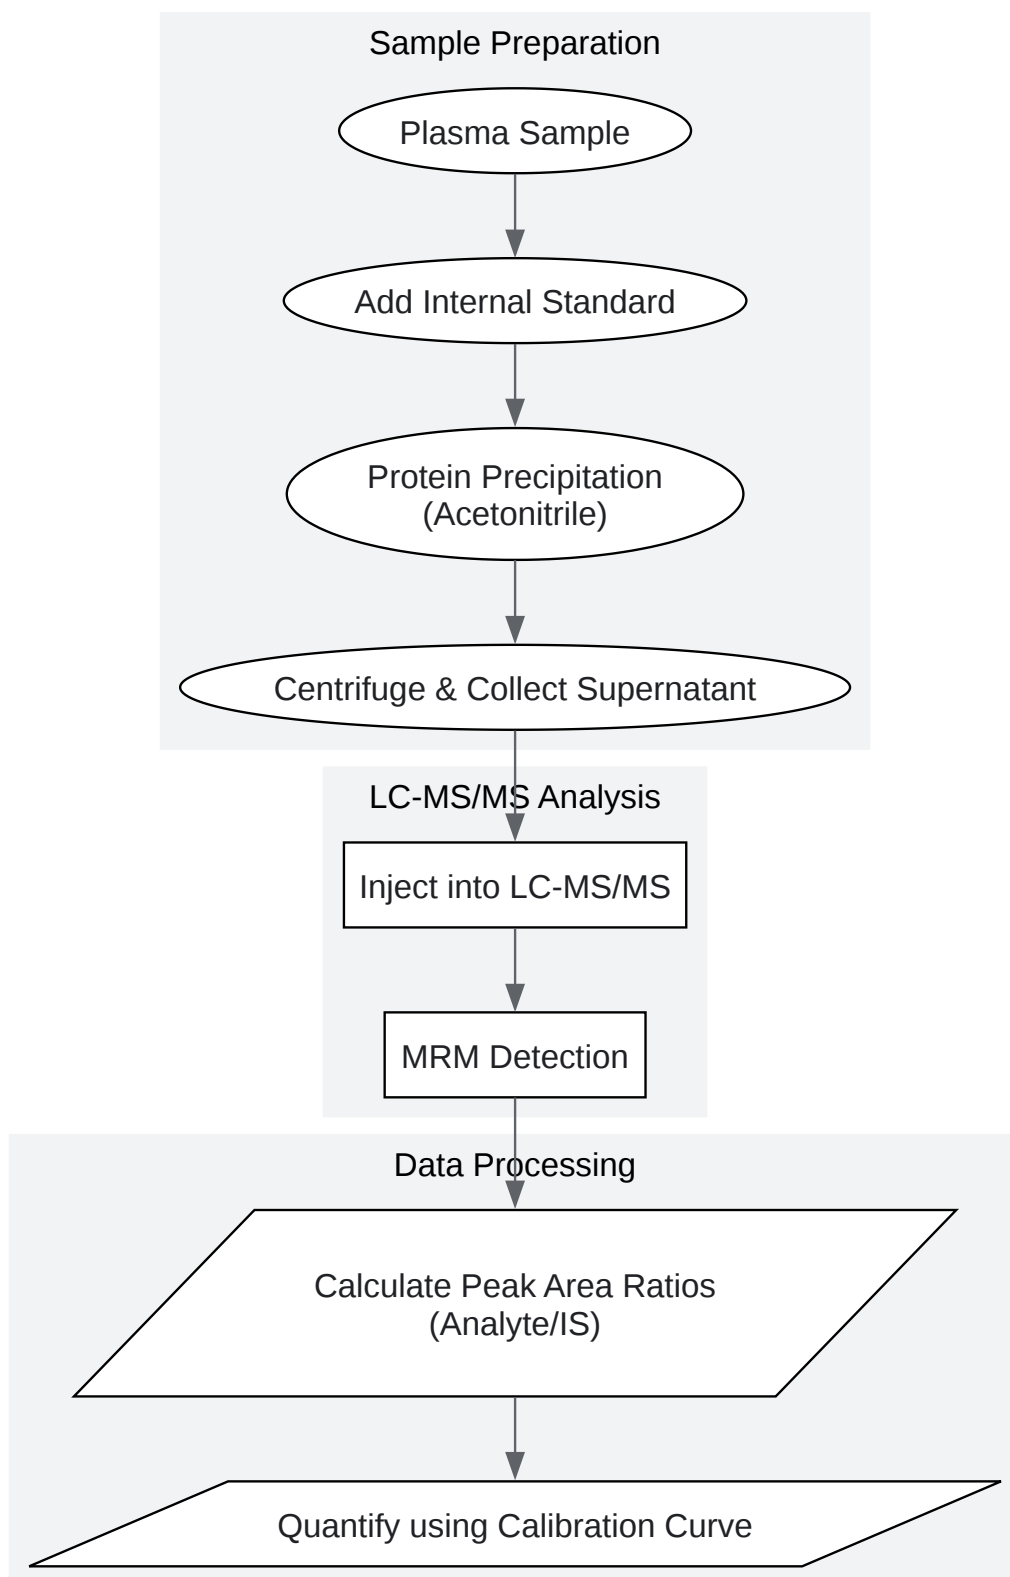 Sample Preparation
Plasma Sample
Add Internal Standard
Protein Precipitation
(Acetonitrile)
Centrifuge & Collect Supernatant
LC-MS/MS Analysis
Inject into LC-MS/MS
MRM Detection
Data Processing
Calculate Peak Area Ratios
(Analyte/IS)
Quantify using Calibration Curve